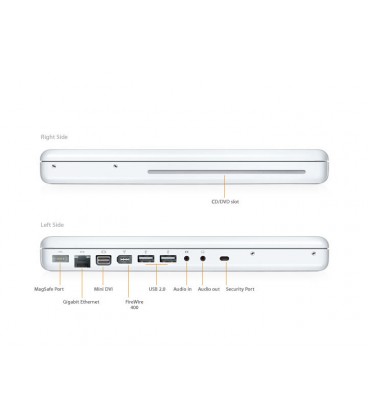 Right Side
CD/DVD slot
Left Side
MagSafe Port
Gigabit Ethernet
Mini DVI
FireWire
400
USB 2.0
Audio in
Audio out
Security Port